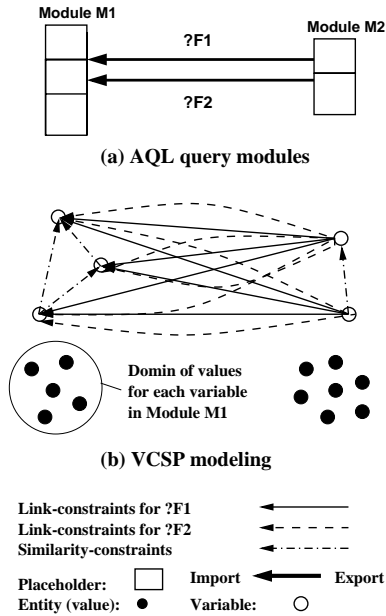 Module M1
Module M2
?F1
?F2
(a) AQL query modules
Domin of values
for each variable
in Module M1
(b) VCSP modeling
Link-constraints for ?F1
Link-constraints for ?F2
Similarity-constraints
Placeholder: Import Export
Entity (value): Variable: